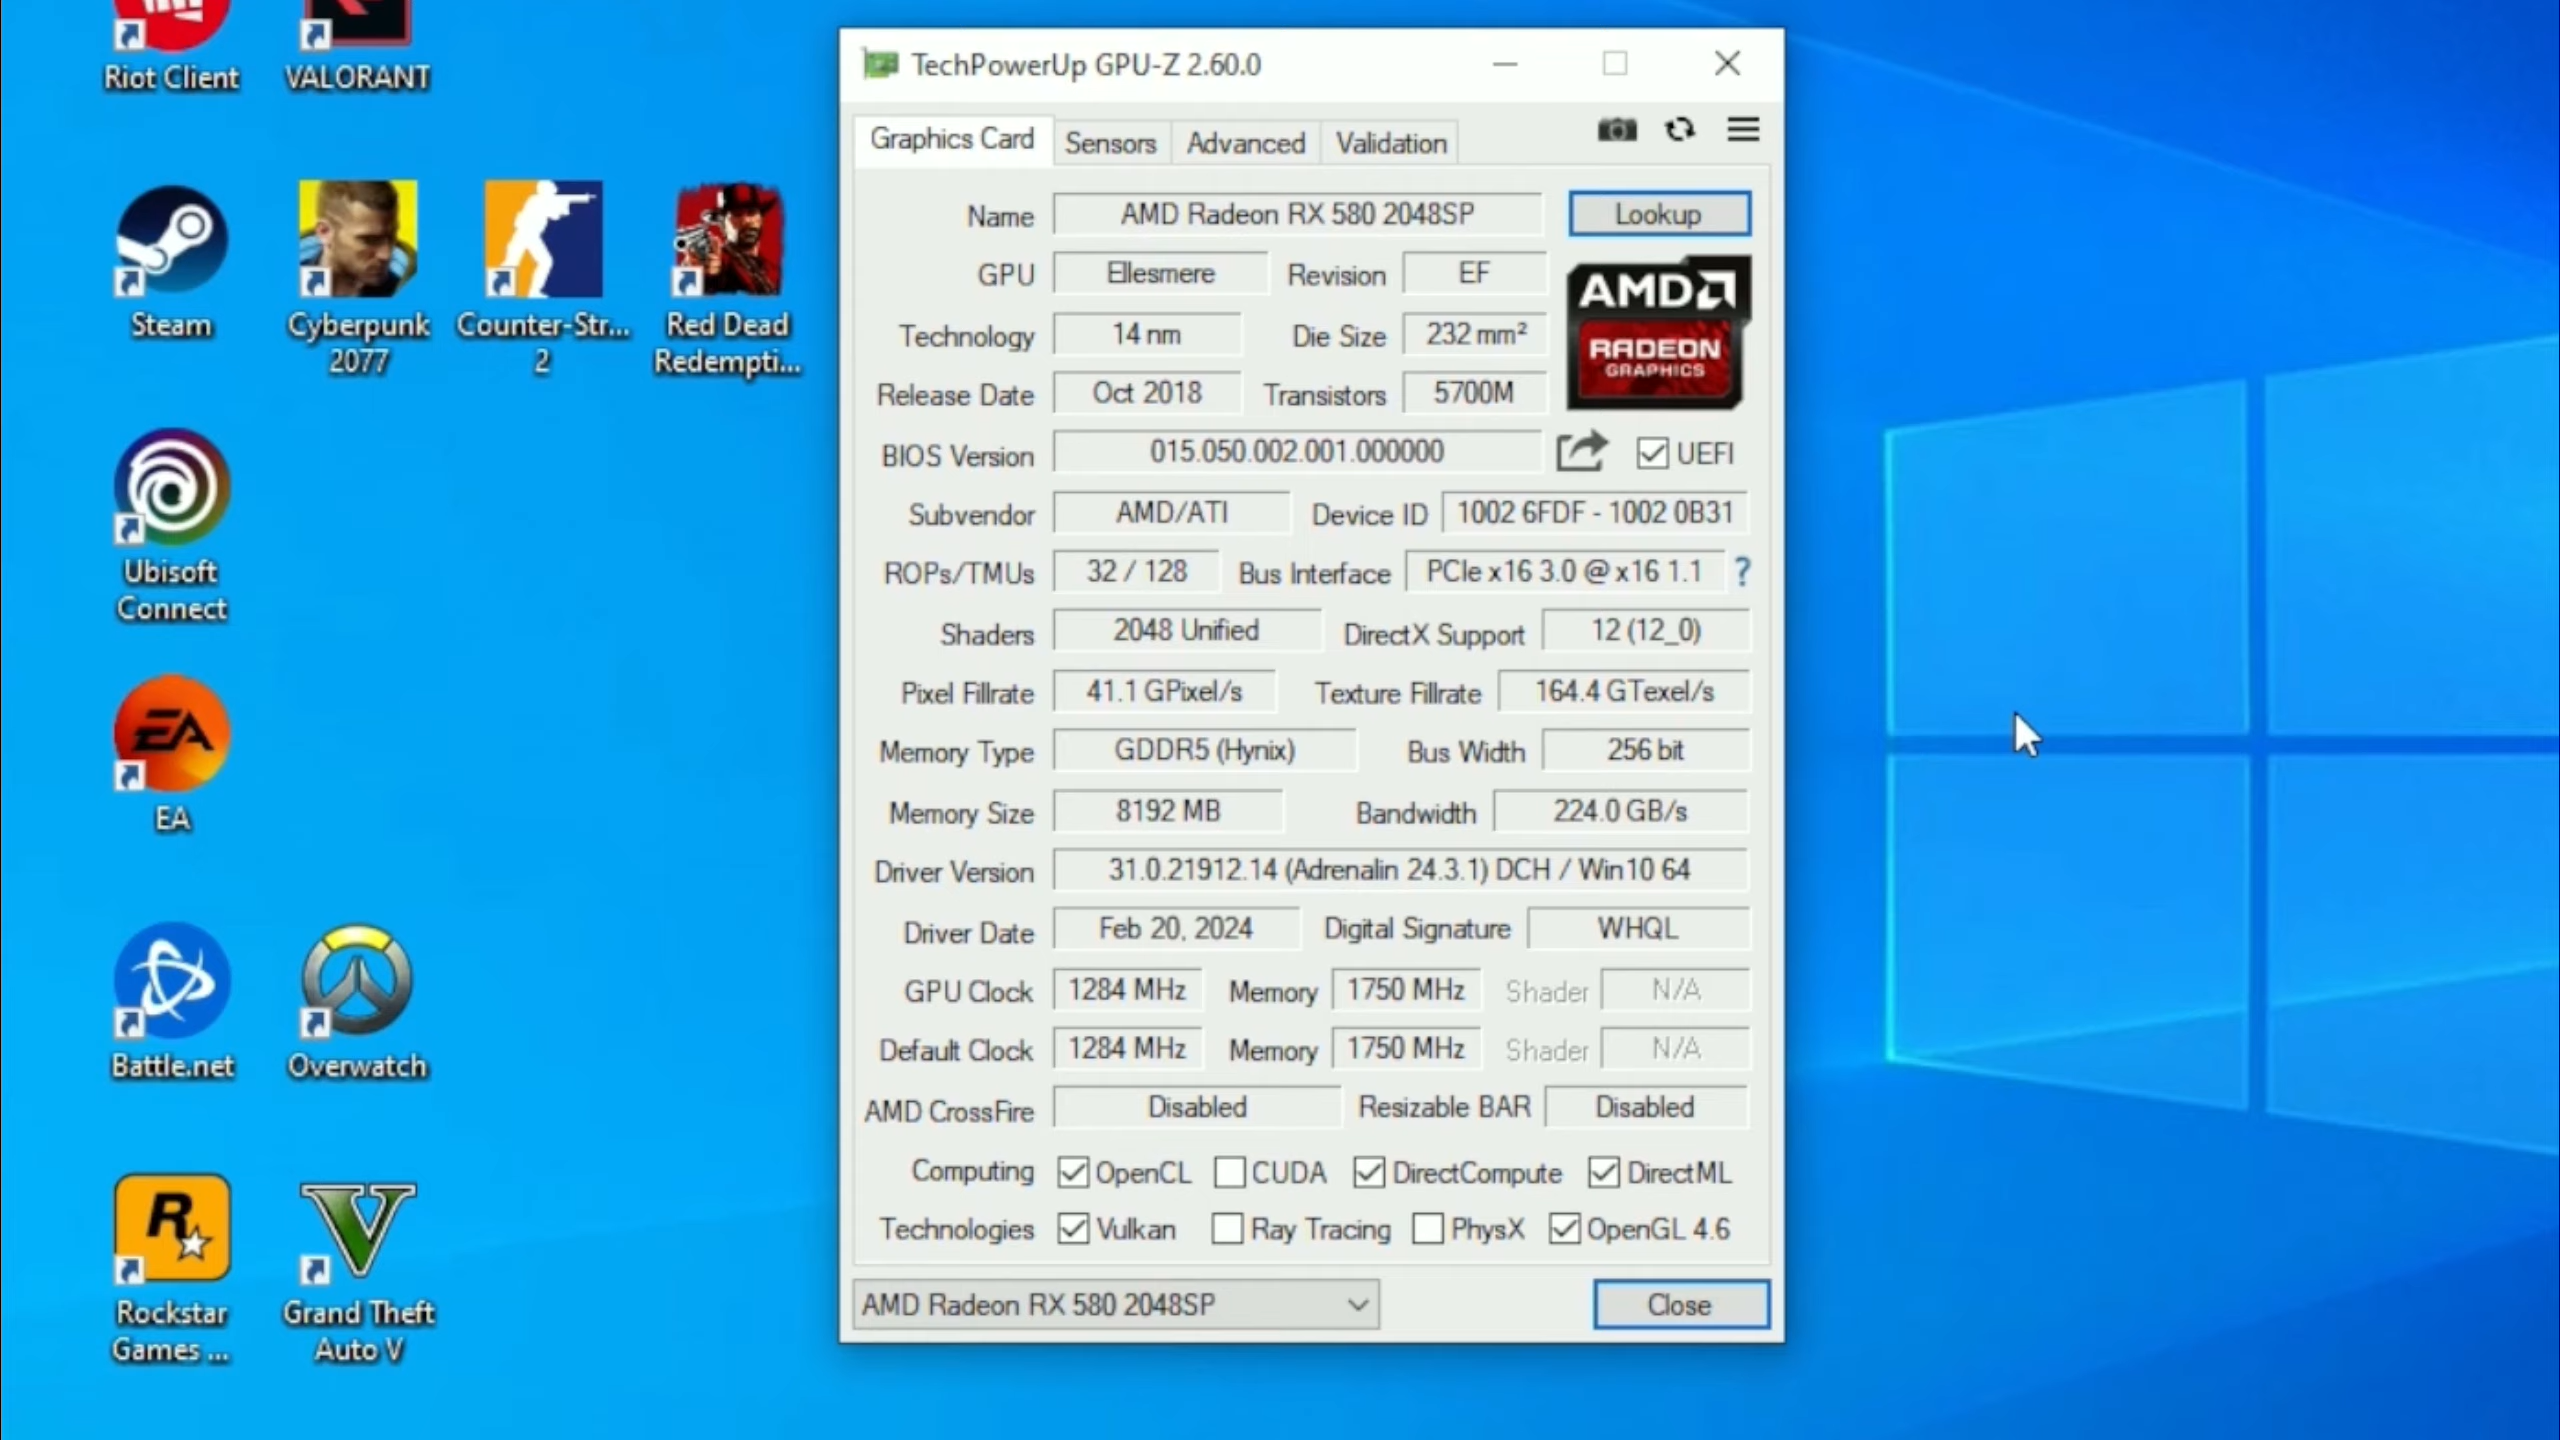 Riot Client
VALORANT
Steam
Cyberpunk
2077
Counter-Str...
2
Red Dead
Redempti...
Ubisoft
Connect
EA
EA
Battle.net
Overwatch
R
Rockstar
Games ...
V
Grand Theft
Auto V
TechPowerUp GPU-Z 2.60.0
Graphics Card Sensors Advanced Validation
Name AMD Radeon RX 580 2048SP Lookup
GPU Ellesmere Revision EF
AMD
RADEON
GRAPHICS
Technology 14 nm Die Size 232 mm²
Release Date Oct 2018 Transistors 5700M
BIOS Version 015.050.002.001.000000 UEFI
Subvendor AMD/ATI Device ID 1002 6FDF - 1002 0B31
ROPs/TMUs 32 / 128 Bus Interface PCIe x16 3.0 @ x16 1.1 ?
Shaders 2048 Unified DirectX Support 12 (12_0)
Pixel Fillrate 41.1 GPixel/s Texture Fillrate 164.4 GTexel/s
Memory Type GDDR5 (Hynix) Bus Width 256 bit
Memory Size 8192 MB Bandwidth 224.0 GB/s
Driver Version 31.0.21912.14 (Adrenalin 24.3.1) DCH / Win10 64
Driver Date Feb 20, 2024 Digital Signature WHQL
GPU Clock 1284 MHz Memory 1750 MHz Shader N/A
Default Clock 1284 MHz Memory 1750 MHz Shader N/A
AMD CrossFire Disabled Resizable BAR Disabled
Computing OpenCL CUDA DirectCompute DirectML
Technologies Vulkan Ray Tracing PhysX OpenGL 4.6
AMD Radeon RX 580 2048SP Close